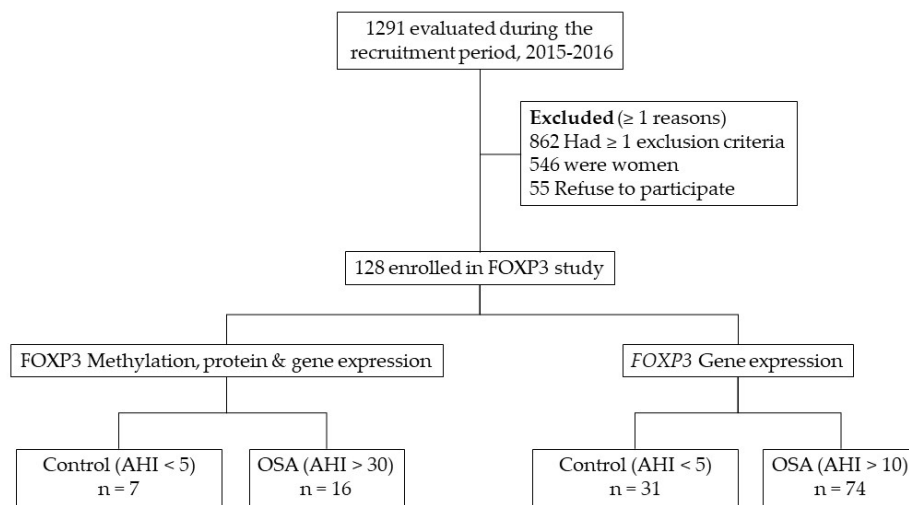 1291 evaluated during the
recruitment period, 2015-2016
Excluded (≥ 1 reasons)
862 Had ≥ 1 exclusion criteria
546 were women
55 Refuse to participate
128 enrolled in FOXP3 study
FOXP3 Methylation, protein & gene expression
FOXP3 Gene expression
Control (AHI < 5)
n = 7
OSA (AHI > 30)
n = 16
Control (AHI < 5)
n = 31
OSA (AHI > 10)
n = 74